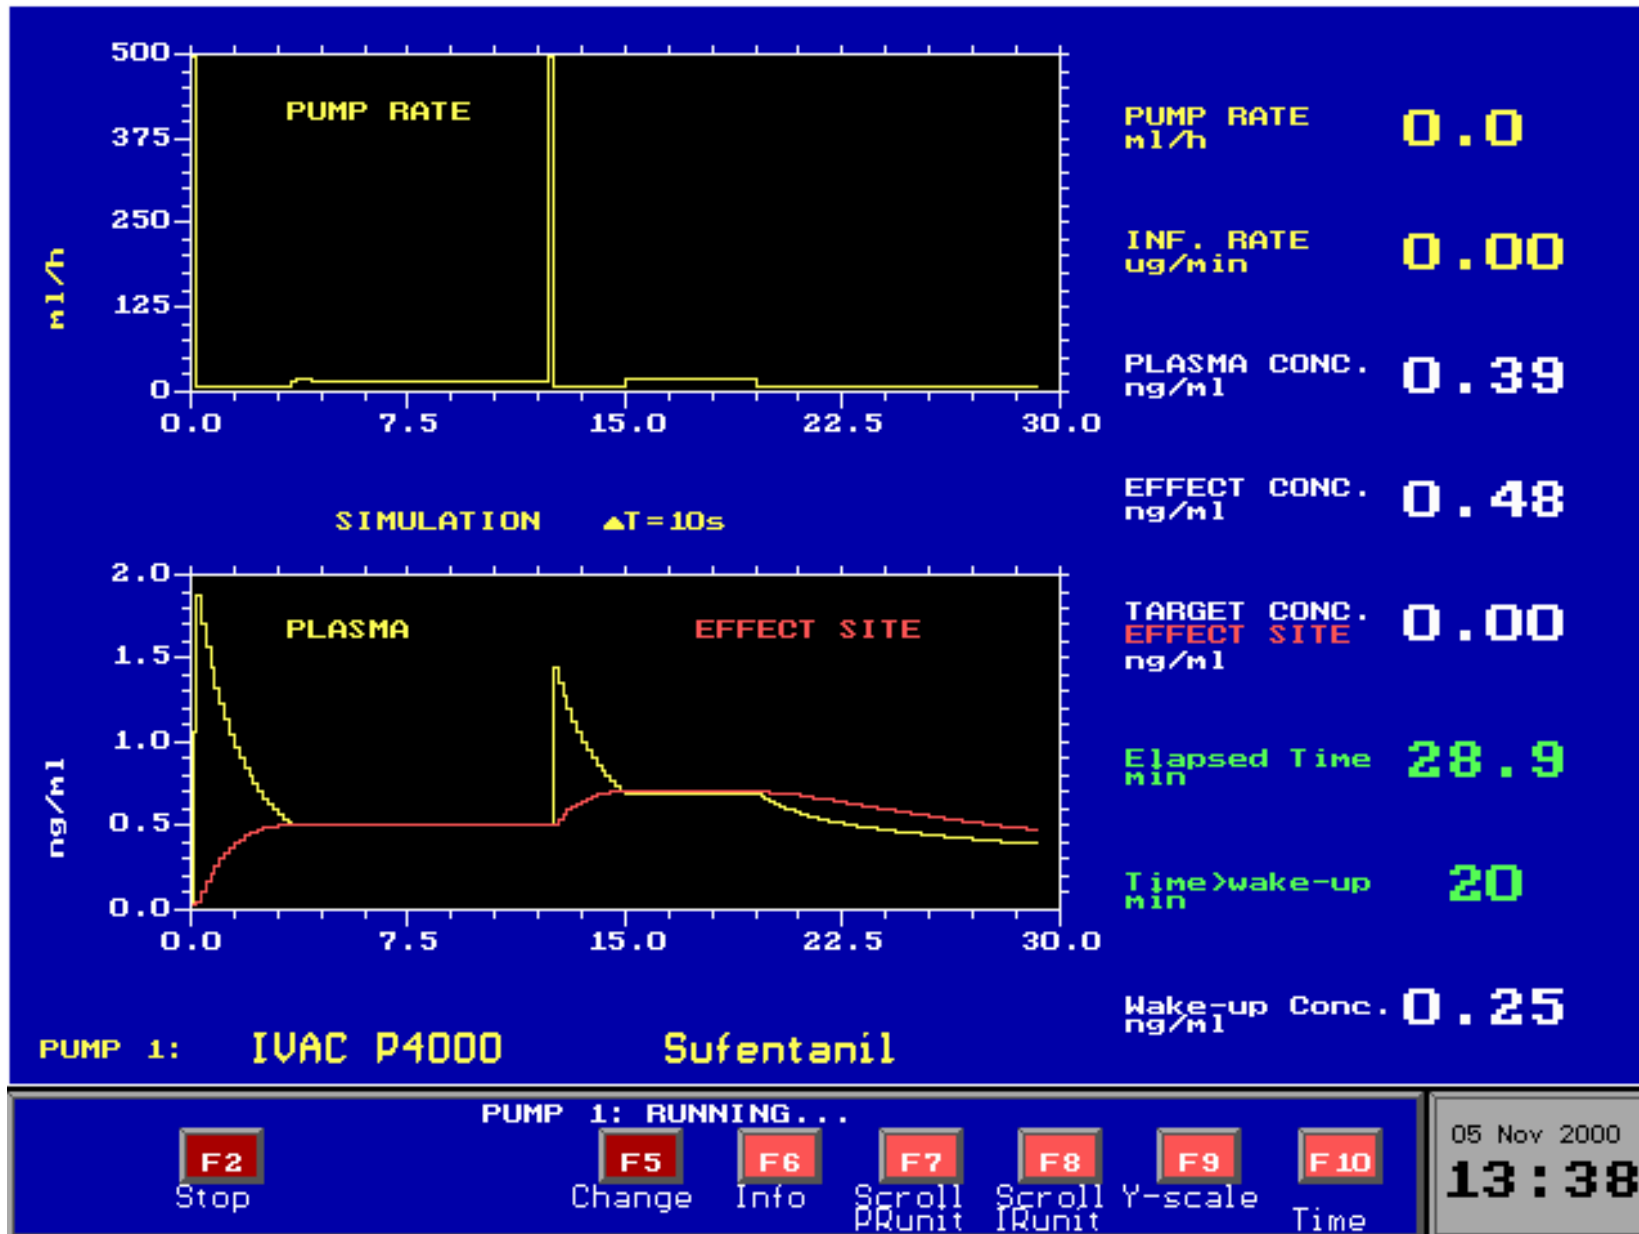 500
375
250
125
0
ml/h
PUMP RATE
0.0 7.5 15.0 22.5 30.0
SIMULATION ▲T=10s
2.0
1.5
1.0
0.5
0.0
ng/ml
PLASMA EFFECT SITE
0.0 7.5 15.0 22.5 30.0
PUMP RATE 0.0
ml/h
INF. RATE 0.00
ug/min
PLASMA CONC. 0.39
ng/ml
EFFECT CONC. 0.48
ng/ml
TARGET CONC. 0.00
EFFECT SITE
ng/ml
Elapsed Time 28.9
min
Time>wake-up 20
min
Wake-up Conc. 0.25
ng/ml
PUMP 1: IVAC P4000 Sufentanil
PUMP 1: RUNNING...
F2 F5 F6 F7 F8 F9 F10
Stop Change Info Scroll Scroll Y-scale
PRunit IRunit Time
05 Nov 2000
13:38